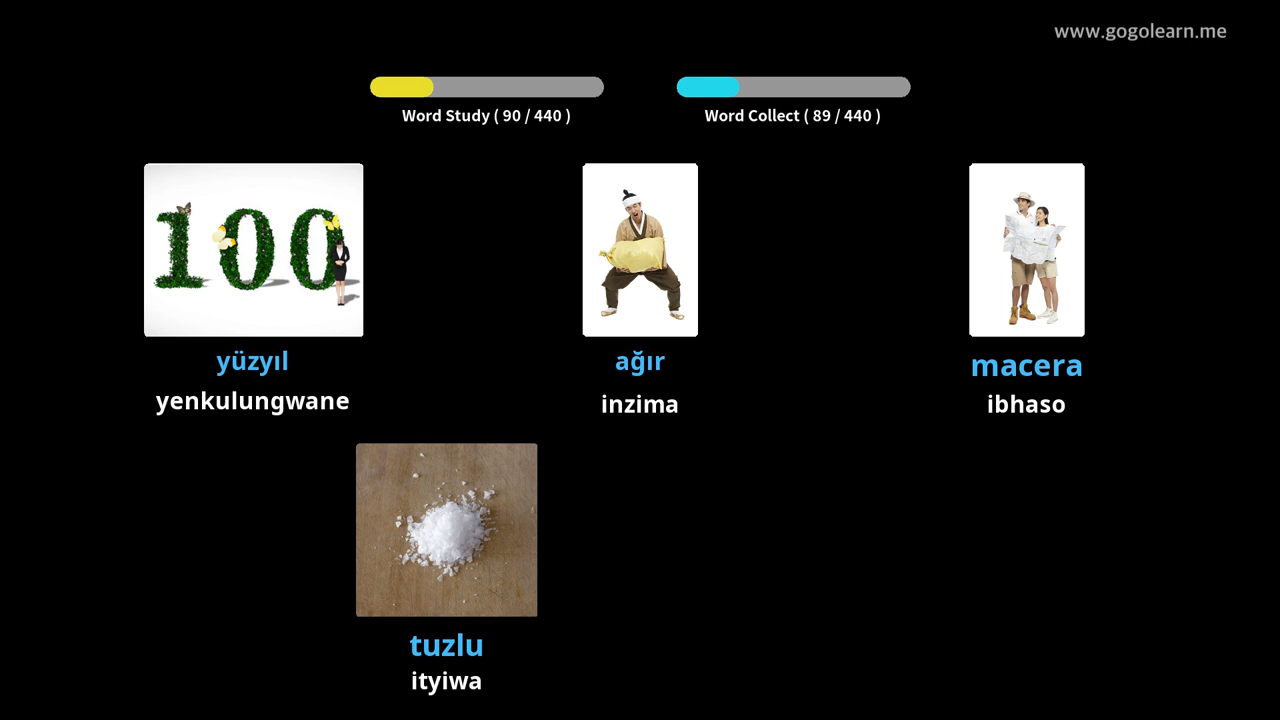 www.gogolearn.me
Word Study ( 90 / 440 )
Word Collect ( 89 / 440 )
100
yüzyıl
yenkulungwane
ağır
inzima
macera
ibhaso
tuzlu
ityiwa